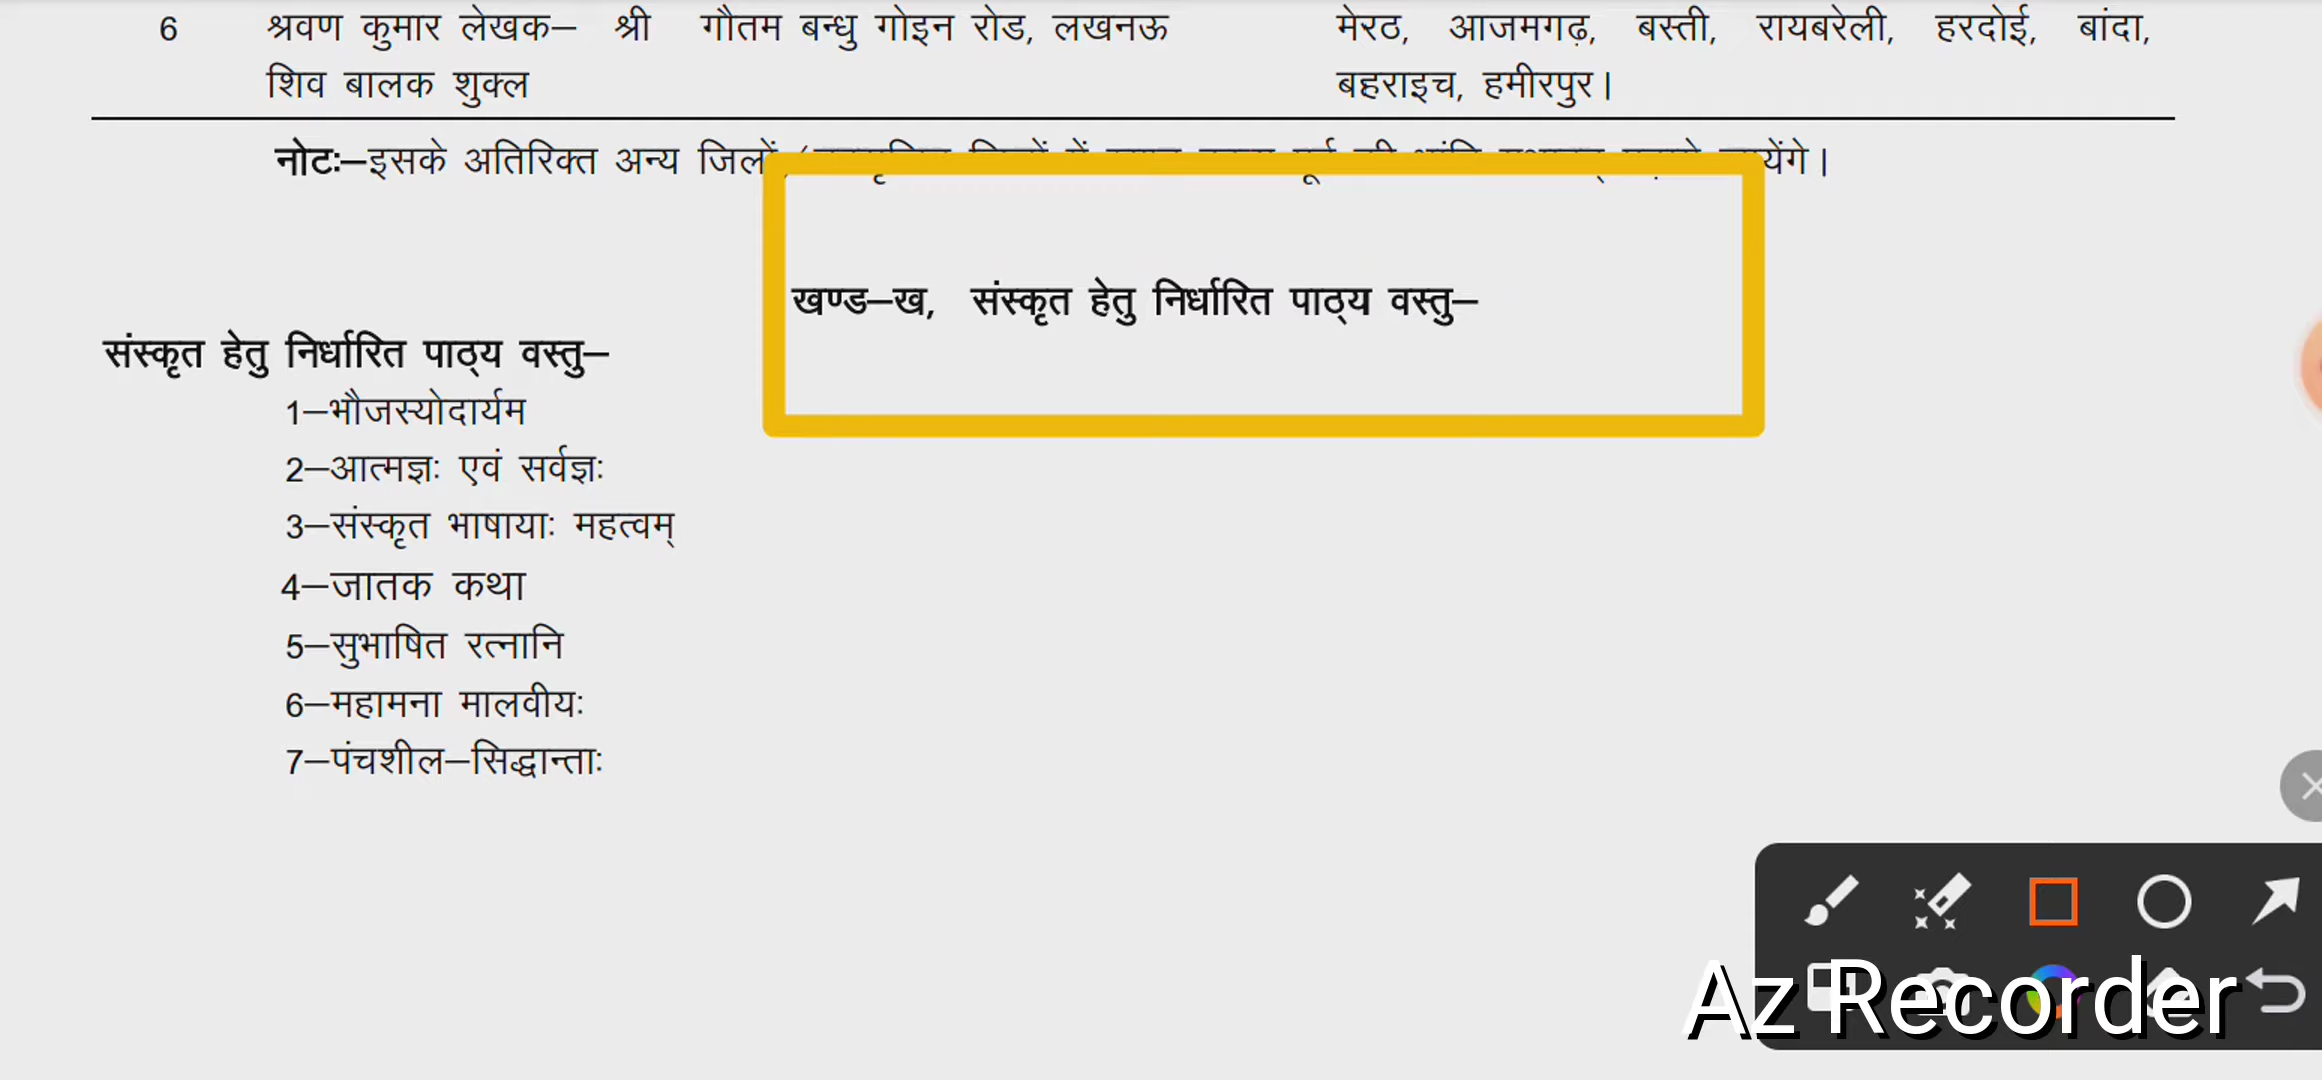 6 श्रवण कुमार लेखक– श्री गौतम बन्धु गोइन रोड, लखनऊ मेरठ, आजमगढ़, बस्ती, रायबरेली, हरदोई, बांदा,
शिव बालक शुक्ल बहराइच, हमीरपुर।
नोटः–इसके अतिरिक्त अन्य जिलों
खण्ड–ख, संस्कृत हेतु निर्धारित पाठ्य वस्तु–
संस्कृत हेतु निर्धारित पाठ्य वस्तु–
1–भौजस्योदार्यम
2–आत्मज्ञः एवं सर्वज्ञः
3–संस्कृत भाषायाः महत्वम्
4–जातक कथा
5–सुभाषित रत्नानि
6–महामना मालवीयः
7–पंचशील–सिद्धान्ताः
Az Recorder